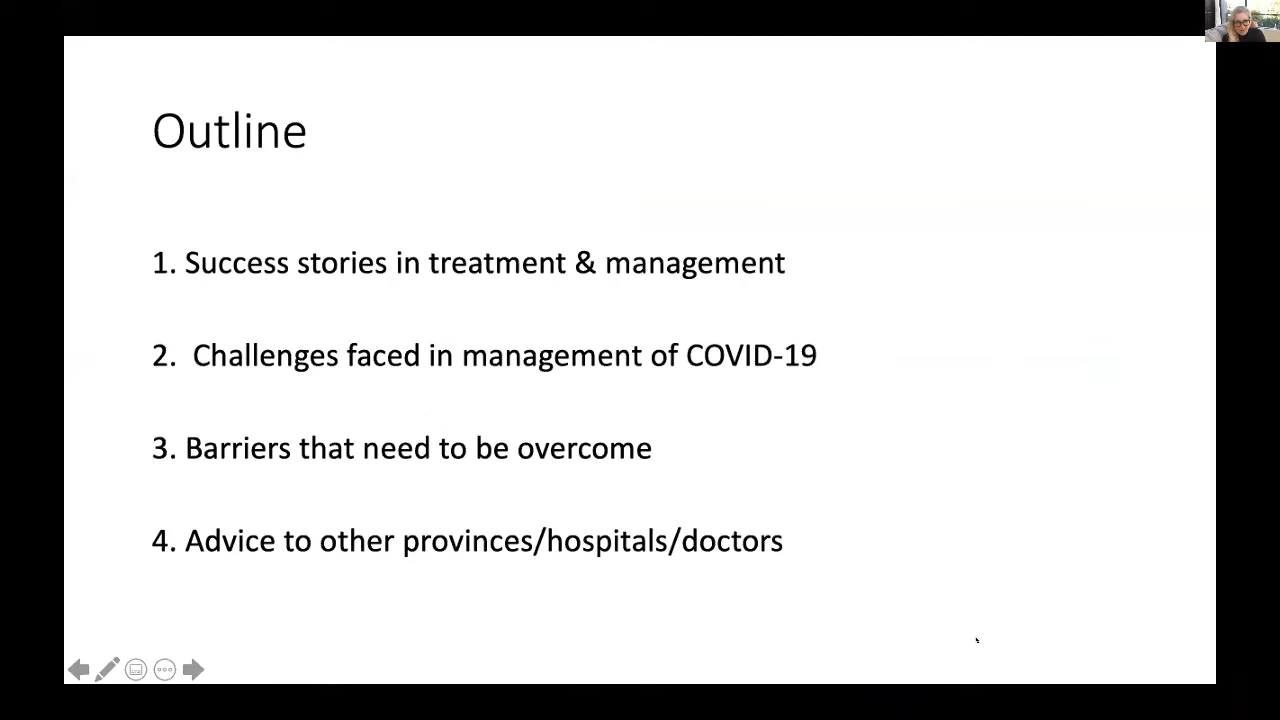 Outline
1. Success stories in treatment & management
2. Challenges faced in management of COVID-19
3. Barriers that need to be overcome
4. Advice to other provinces/hospitals/doctors